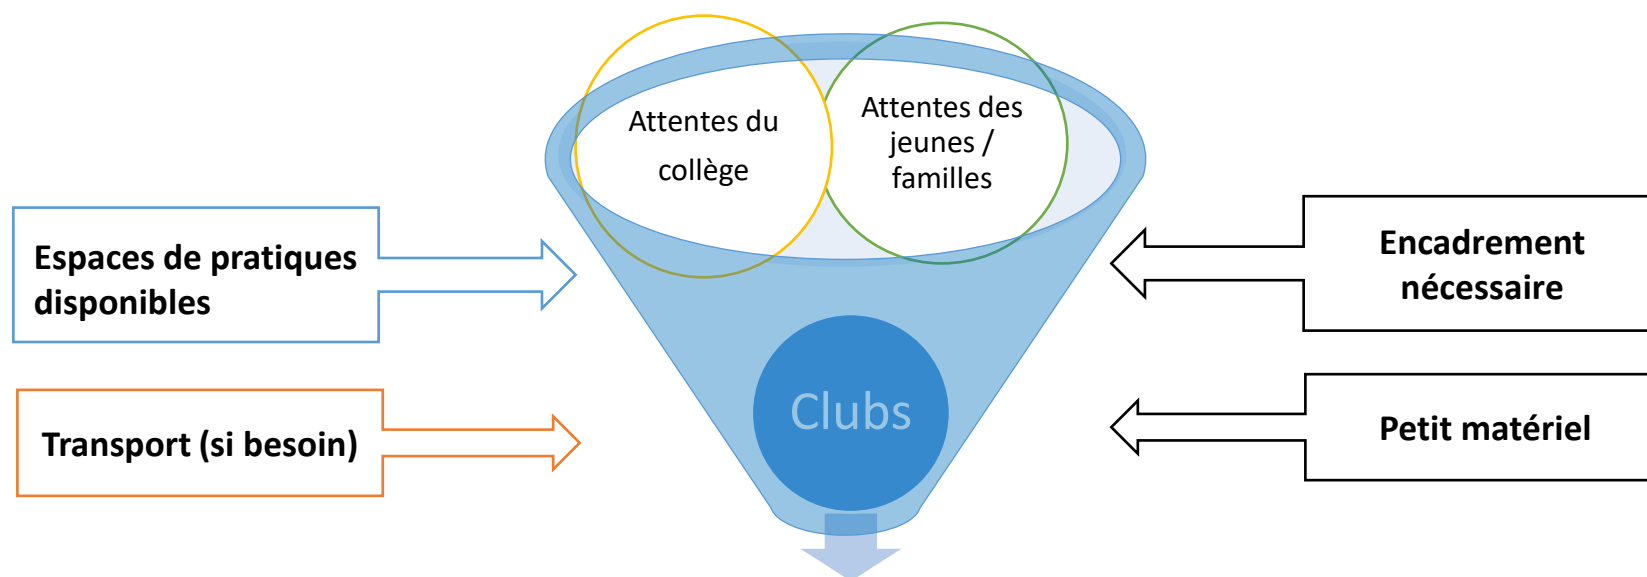 Attentes du
collège
Attentes des
jeunes /
familles
Espaces de pratiques
disponibles
Encadrement
nécessaire
Transport (si besoin)
Clubs
Petit matériel